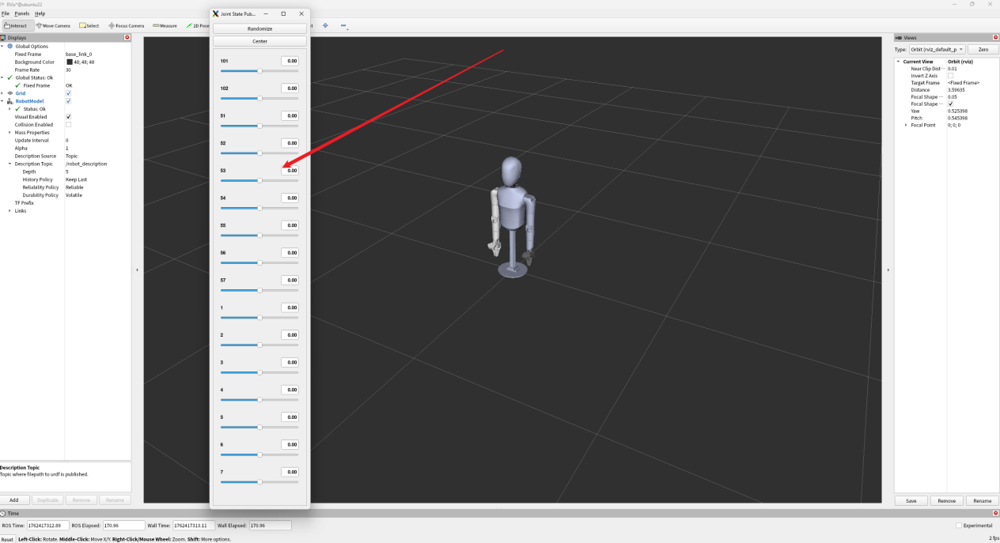 RViz*@ubuntu22
File Panels Help
Interact Move Camera Select Focus Camera Measure 2D Pose
Displays
Global Options
Fixed Frame base_link_0
Background Color 48; 48; 48
Frame Rate 30
Global Status: Ok
Fixed Frame OK
Grid
RobotModel
Status: Ok
Visual Enabled
Collision Enabled
Mass Properties
Update Interval 0
Alpha 1
Description Source Topic
Description Topic /robot_description
Depth 5
History Policy Keep Last
Reliability Policy Reliable
Durability Policy Volatile
TF Prefix
Links
Description Topic
Topic where filepath to urdf is published.
Add Duplicate Remove Rename
Joint State Pub...
Randomize
Center
101 0.00
102 0.00
51 0.00
52 0.00
53 0.00
54 0.00
55 0.00
56 0.00
57 0.00
1 0.00
2 0.00
3 0.00
4 0.00
5 0.00
6 0.00
7 0.00
Views
Type: Orbit (rviz_default_p Zero
Current View Orbit (rviz)
Near Clip Dist··· 0.01
Invert Z Axis
Target Frame <Fixed Frame>
Distance 3.59635
Focal Shape ··· 0.05
Focal Shape ···
Yaw 0.525398
Pitch 0.545398
Focal Point 0; 0; 0
Save Remove Rename
Time
ROS Time: 1762417312.89 ROS Elapsed: 170.96 Wall Time: 1762417313.11 Wall Elapsed: 170.96 Experimental
Reset Left-Click: Rotate. Middle-Click: Move X/Y. Right-Click/Mouse Wheel: Zoom. Shift: More options. 2 fps